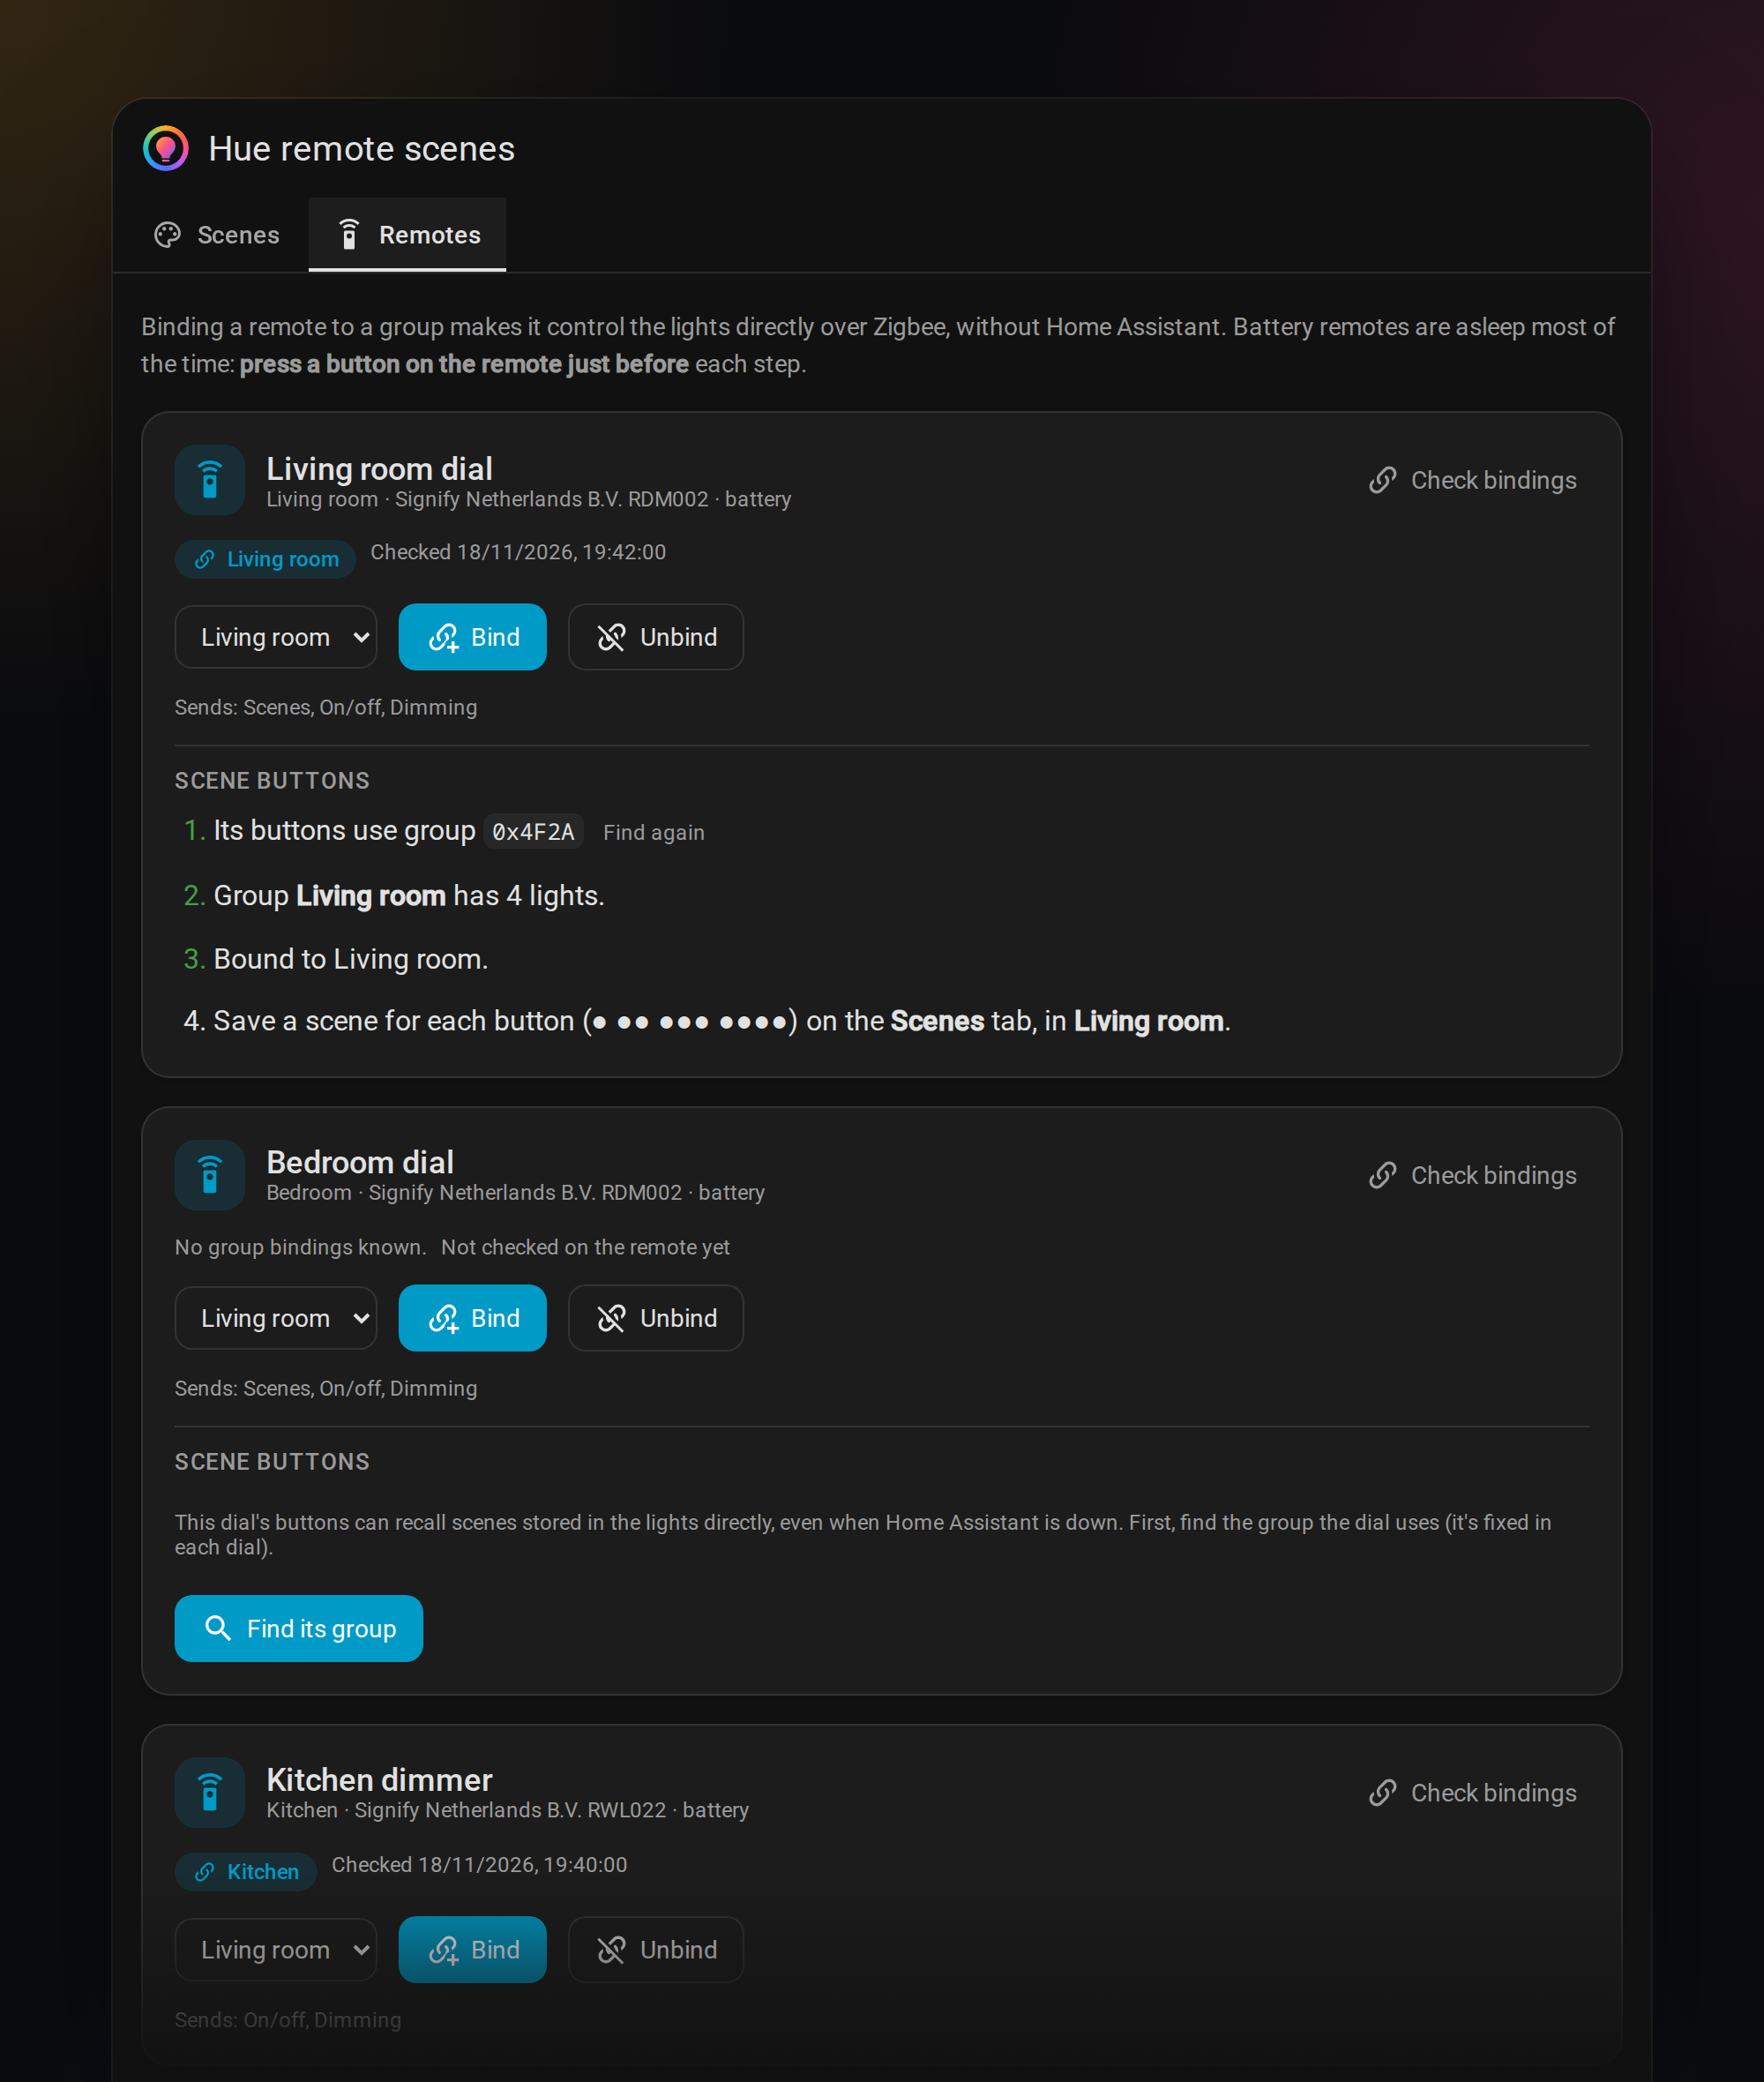 Hue remote scenes
Scenes
Remotes
Binding a remote to a group makes it control the lights directly over Zigbee, without Home Assistant. Battery remotes are asleep most of
the time: press a button on the remote just before each step.
Living room dial
Living room · Signify Netherlands B.V. RDM002 · battery
Check bindings
Living room
Checked 18/11/2026, 19:42:00
Living room
Bind
Unbind
Sends: Scenes, On/off, Dimming
SCENE BUTTONS
1. Its buttons use group 0x4F2A Find again
2. Group Living room has 4 lights.
3. Bound to Living room.
4. Save a scene for each button (● ●● ●●● ●●●●) on the Scenes tab, in Living room.
Bedroom dial
Bedroom · Signify Netherlands B.V. RDM002 · battery
Check bindings
No group bindings known. Not checked on the remote yet
Living room
Bind
Unbind
Sends: Scenes, On/off, Dimming
SCENE BUTTONS
This dial's buttons can recall scenes stored in the lights directly, even when Home Assistant is down. First, find the group the dial uses (it's fixed in
each dial).
Find its group
Kitchen dimmer
Kitchen · Signify Netherlands B.V. RWL022 · battery
Check bindings
Kitchen
Checked 18/11/2026, 19:40:00
Living room
Bind
Unbind
Sends: On/off, Dimming